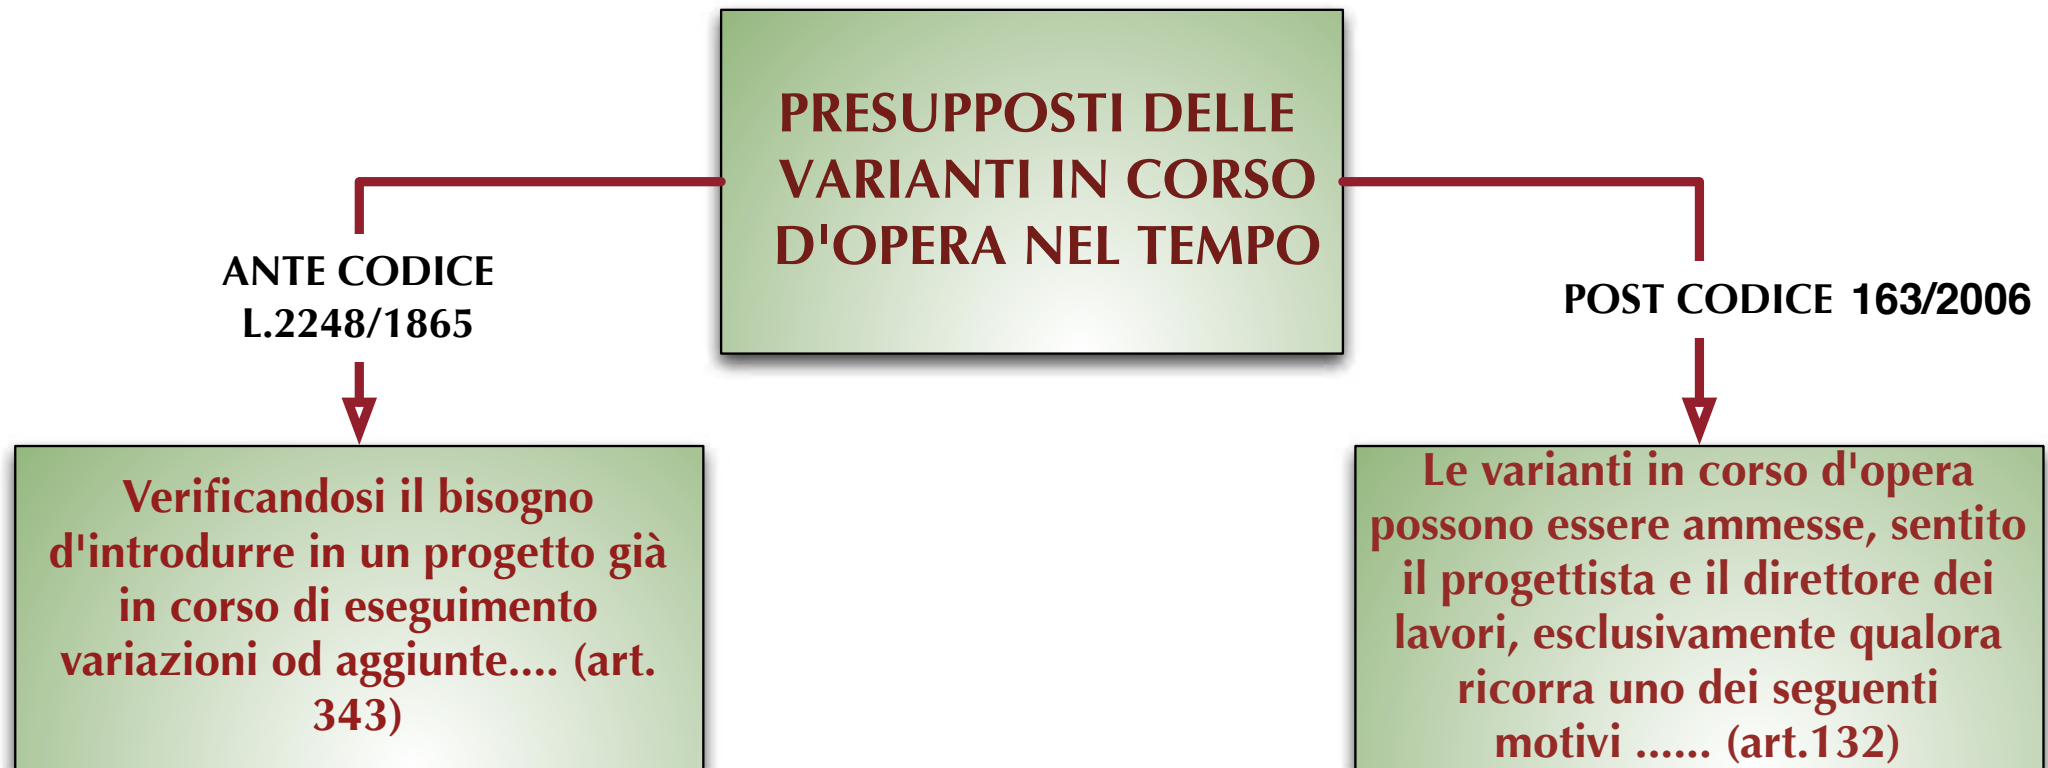 PRESUPPOSTI DELLE
VARIANTI IN CORSO
D'OPERA NEL TEMPO
ANTE CODICE
L.2248/1865
POST CODICE 163/2006
Verificandosi il bisogno
d'introdurre in un progetto già
in corso di eseguimento
variazioni od aggiunte.... (art.
343)
Le varianti in corso d'opera
possono essere ammesse, sentito
il progettista e il direttore dei
lavori, esclusivamente qualora
ricorra uno dei seguenti
motivi ...... (art.132)